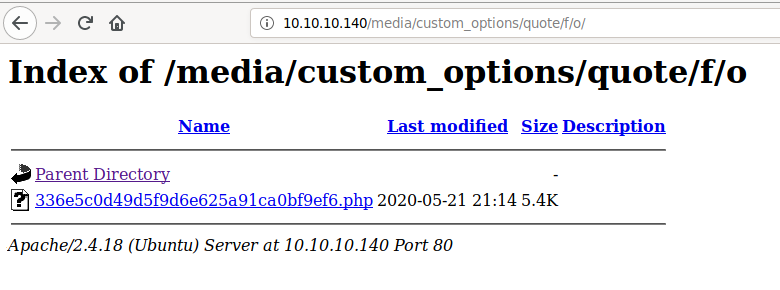 10.10.10.140/media/custom_options/quote/f/o/
Index of /media/custom_options/quote/f/o
Name Last modified Size Description
Parent Directory -
336e5c0d49d5f9d6e625a91ca0bf9ef6.php 2020-05-21 21:14 5.4K
Apache/2.4.18 (Ubuntu) Server at 10.10.10.140 Port 80